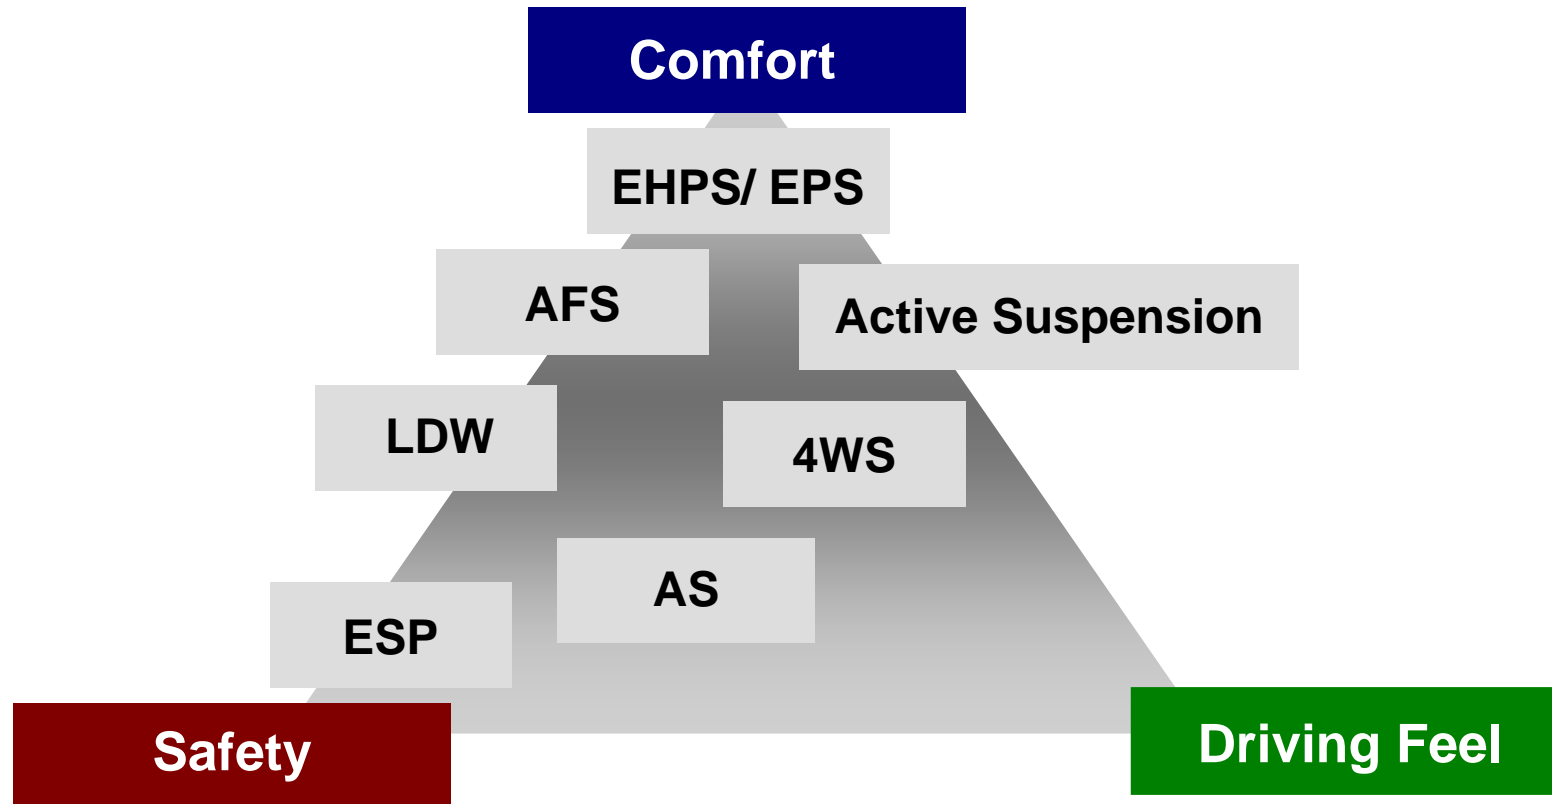 Comfort
EHPS/ EPS
AFS
Active Suspension
LDW
4WS
AS
ESP
Safety
Driving Feel